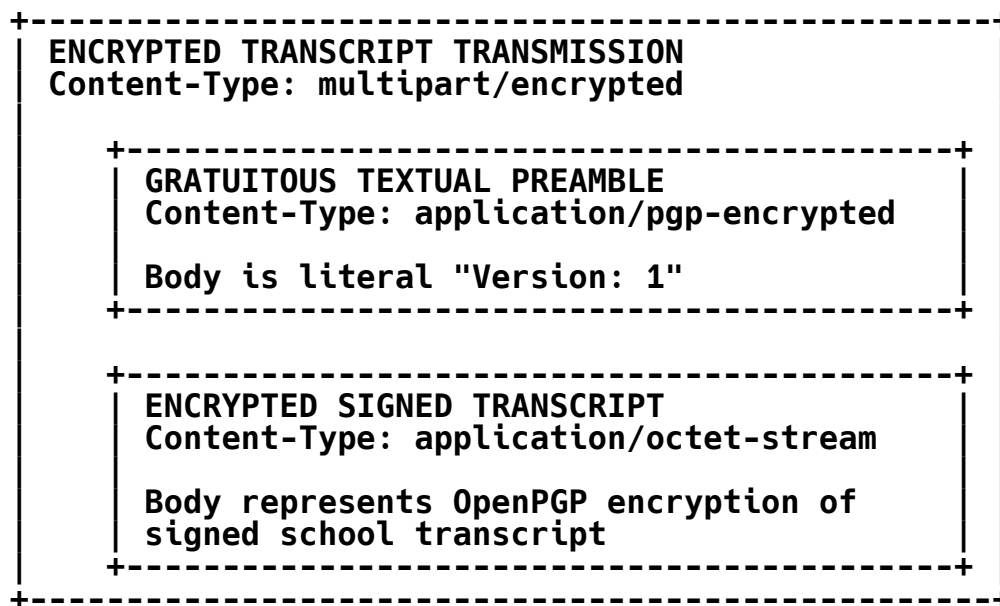 ENCRYPTED TRANSCRIPT TRANSMISSION
Content-Type: multipart/encrypted
GRATUITOUS TEXTUAL PREAMBLE
Content-Type: application/pgp-encrypted
Body is literal "Version: 1"
ENCRYPTED SIGNED TRANSCRIPT
Content-Type: application/octet-stream
Body represents OpenPGP encryption of
signed school transcript